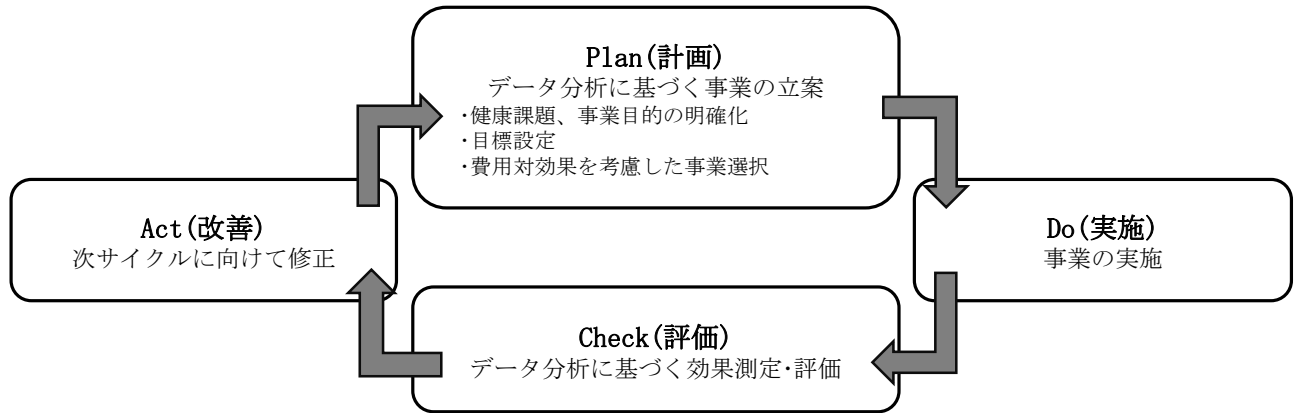 Plan(計画)
データ分析に基づく事業の立案
･健康課題、事業目的の明確化
･目標設定
･費用対効果を考慮した事業選択
Act(改善)
次サイクルに向けて修正
Do(実施)
事業の実施
Check(評価)
データ分析に基づく効果測定･評価